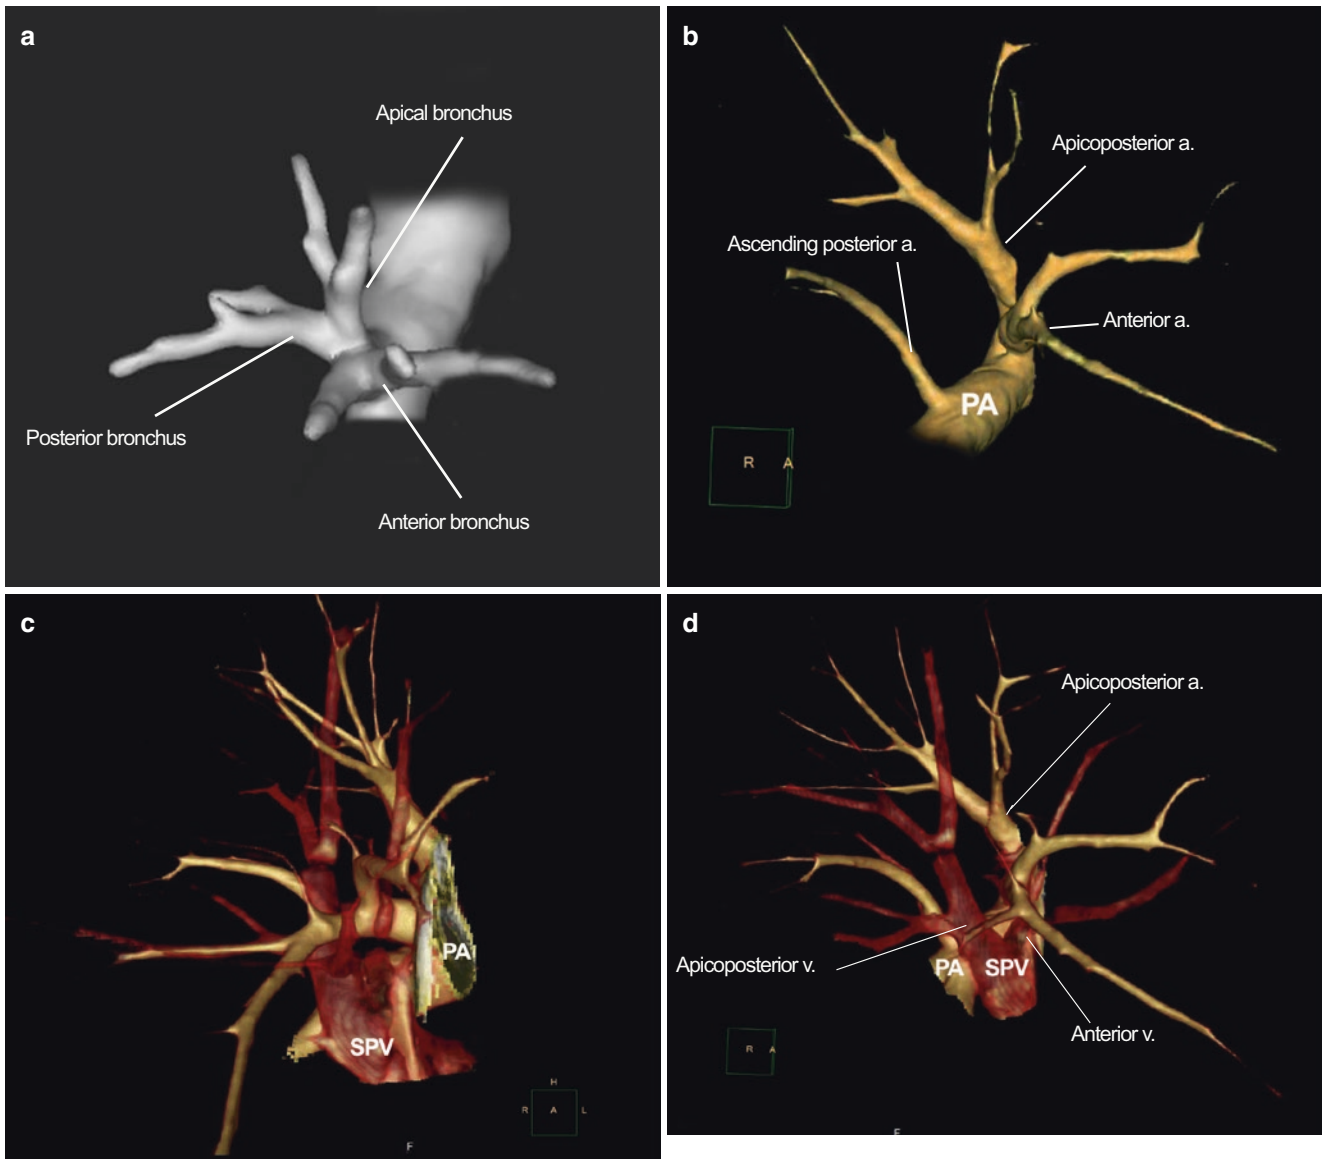 a
Apical bronchus
Posterior bronchus
Anterior bronchus
b
Apicoposterior a.
Ascending posterior a.
Anterior a.
PA
R A
c
PA
SPV
H
R A L
F
d
Apicoposterior a.
Apicoposterior v.
PA SPV
Anterior v.
R A